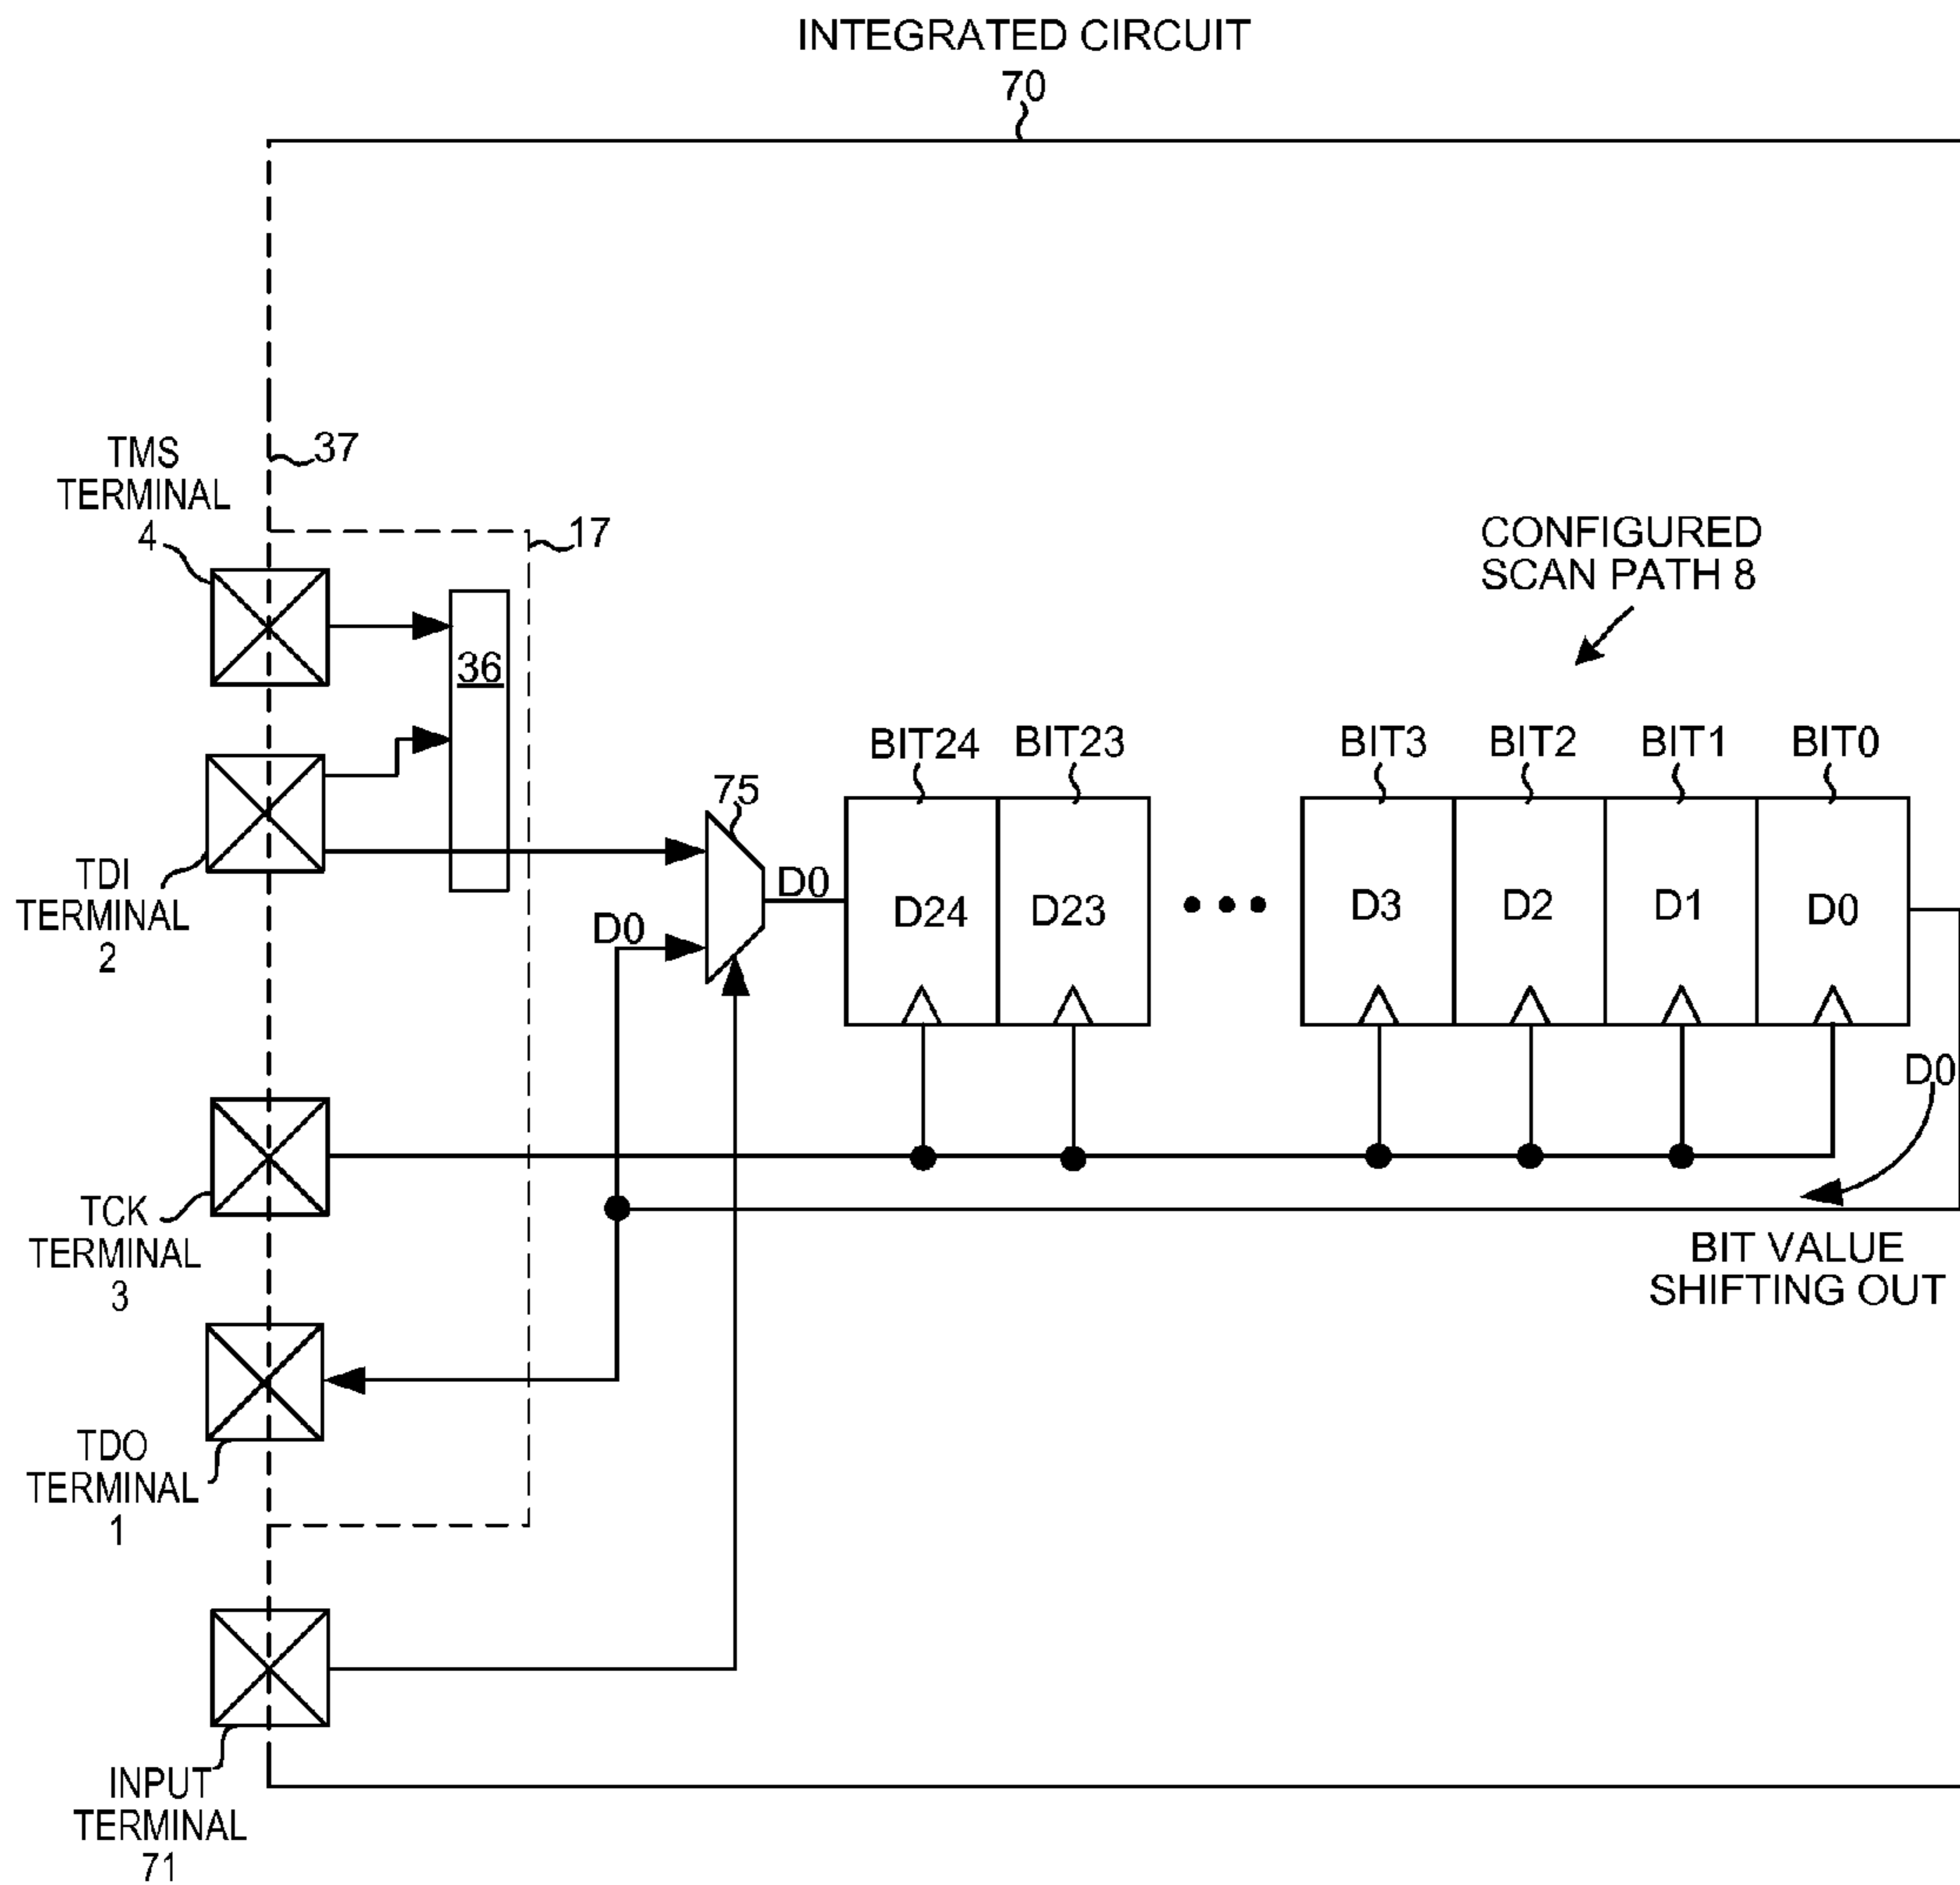 INTEGRATED CIRCUIT
70
37
TMS
TERMINAL
4
17
CONFIGURED
SCAN PATH 8
36
BIT24
BIT23
BIT3
BIT2
BIT1
BIT0
75
TDI
TERMINAL
2
D0
D0
D24
D23
D3
D2
D1
D0
D0
TCK
TERMINAL
3
BIT VALUE
SHIFTING OUT
TDO
TERMINAL
1
INPUT
TERMINAL
71